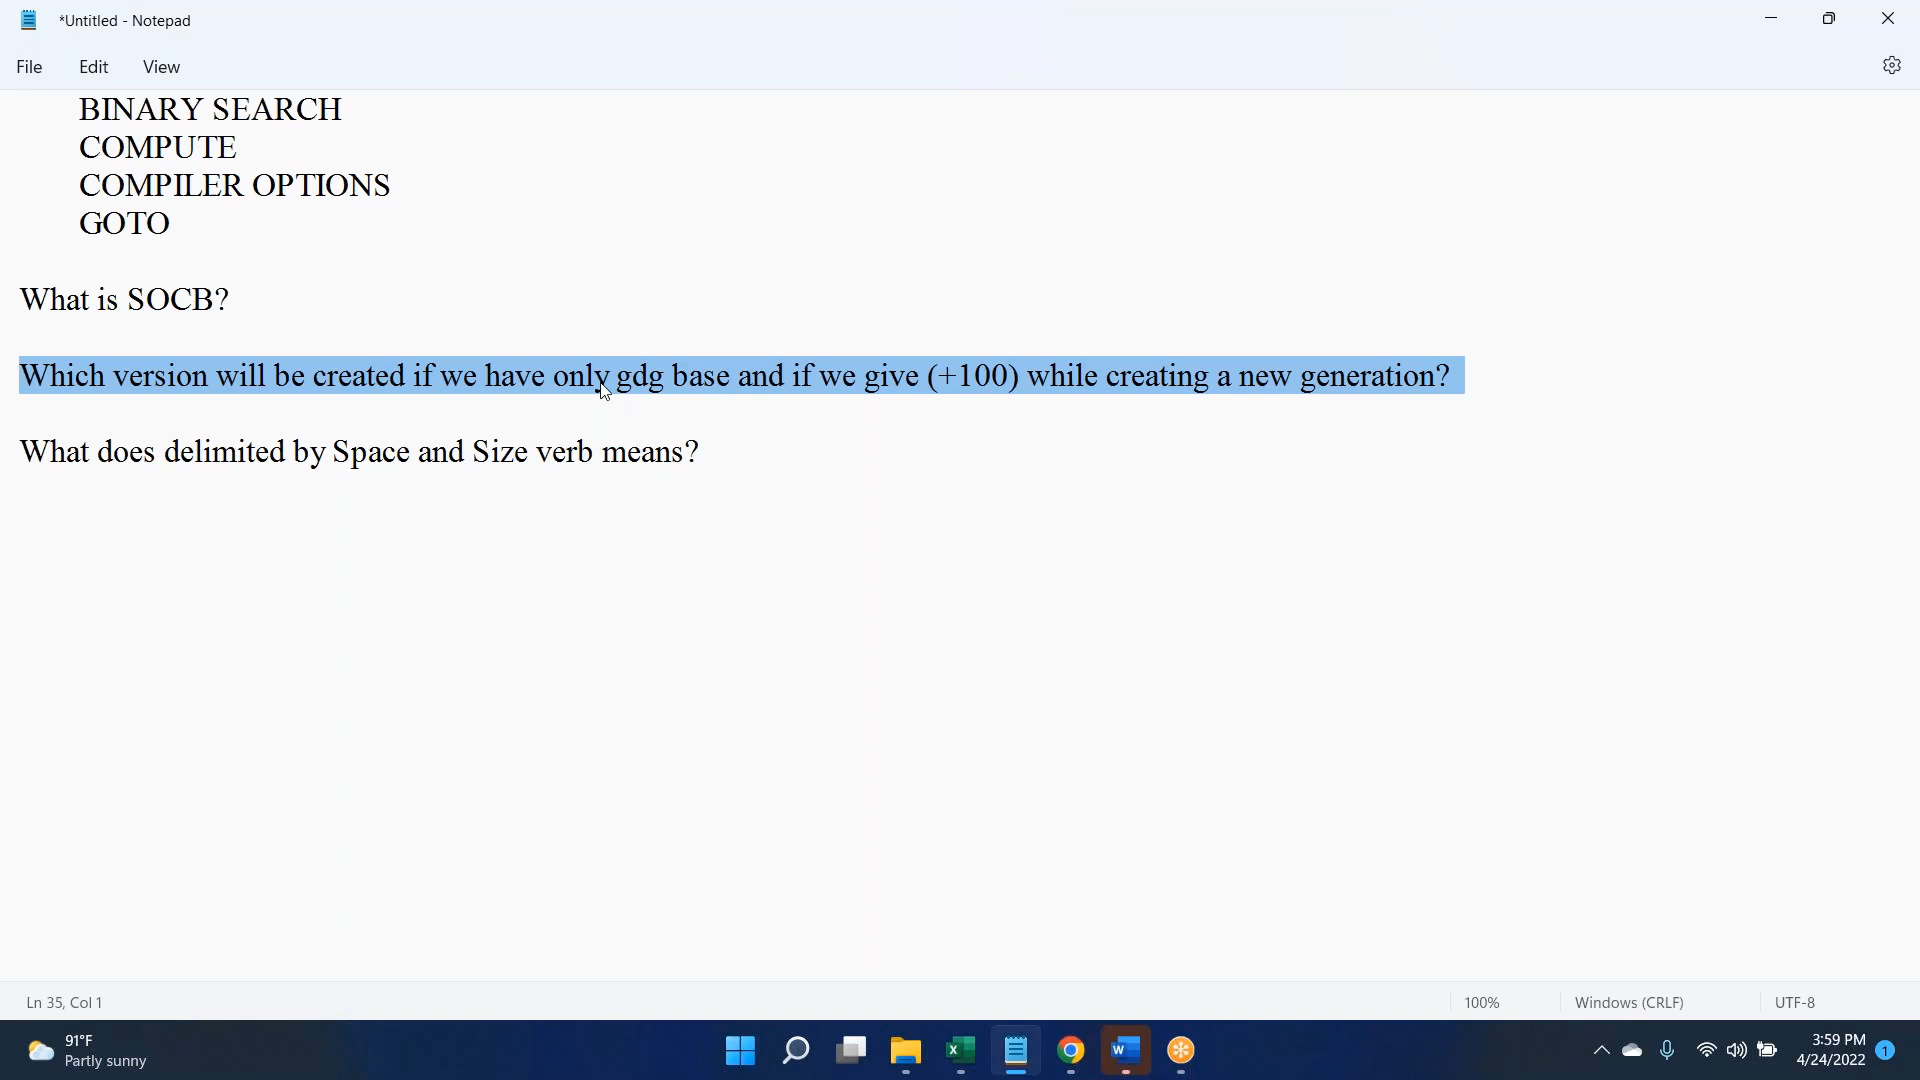 *Untitled - Notepad
File Edit View
BINARY SEARCH
COMPUTE
COMPILER OPTIONS
GOTO
What is SOCB?
Which version will be created if we have only gdg base and if we give (+100) while creating a new generation?
What does delimited by Space and Size verb means?
Ln 35, Col 1 100% Windows (CRLF) UTF-8
91°F
Partly sunny
3:59 PM
4/24/2022
1